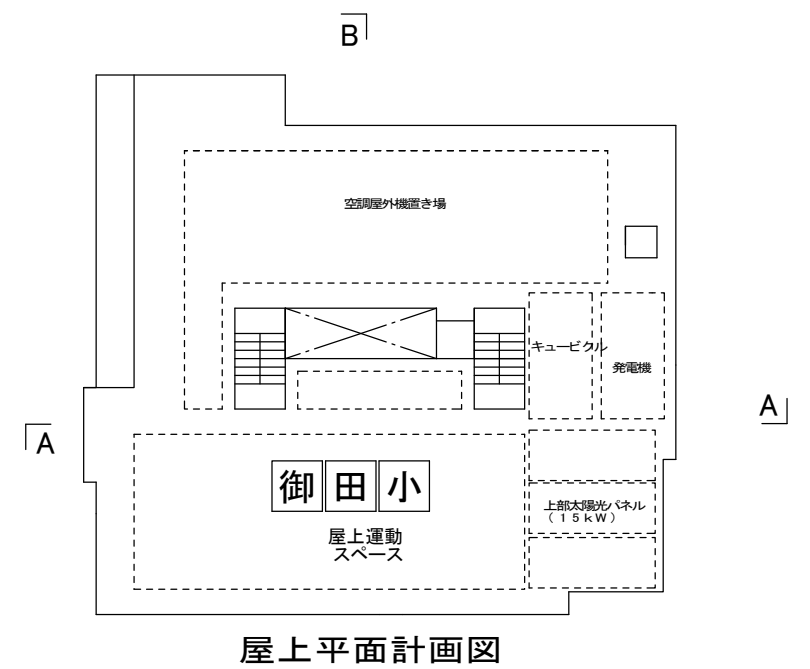 B
空調屋外機置き場
キュービクル
発電機
A
A
御田小
上部太陽光パネル
（１５ｋＷ）
屋上運動
スペース
屋上平面計画図